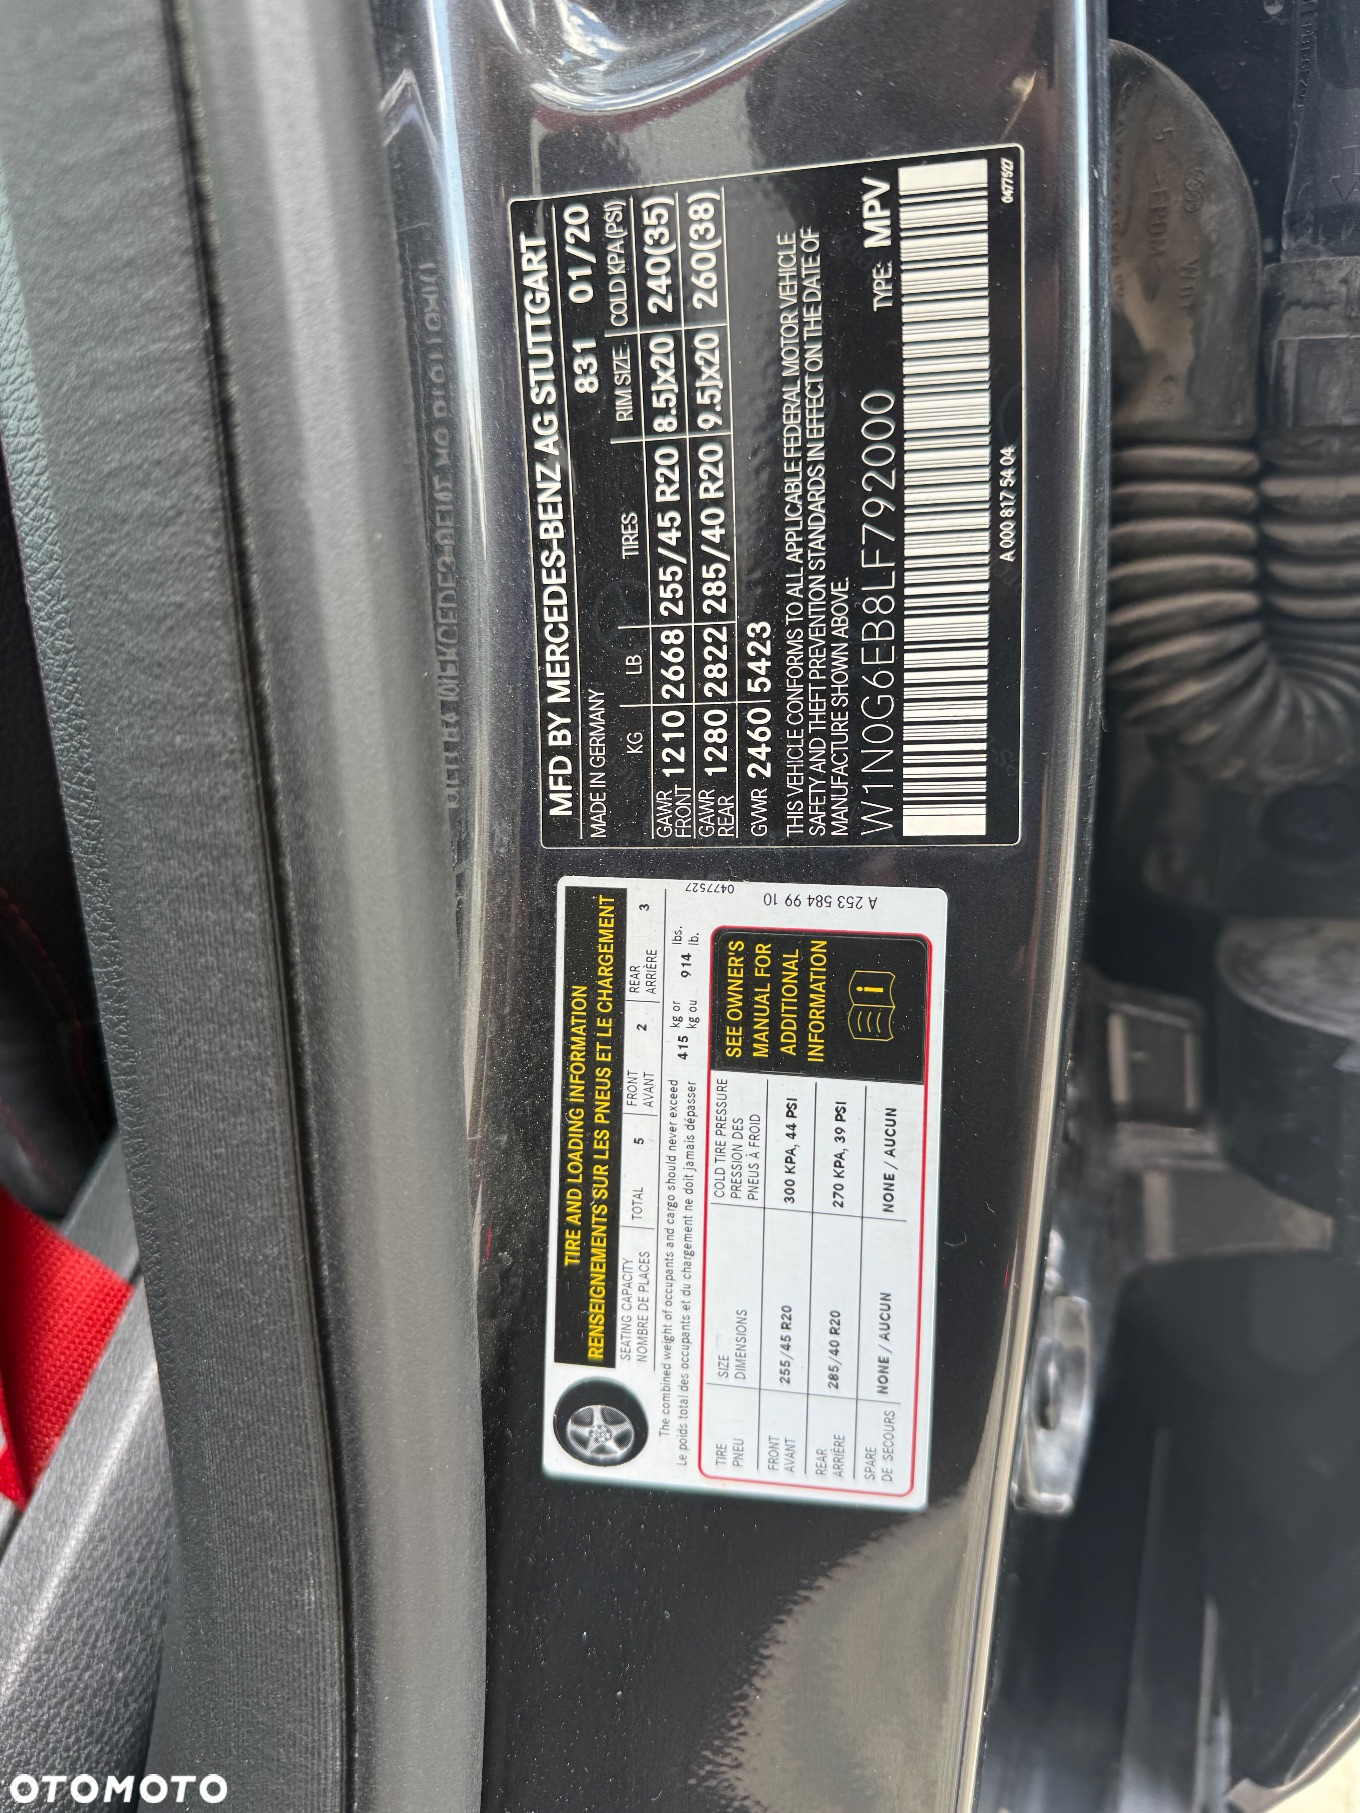 MFD BY MERCEDES-BENZ AG STUTTGART
MADE IN GERMANY 831 01/20
KG LB TIRES RIM SIZE COLD KPA(PSI)
GAWR FRONT 1210 2668 255/45 R20 8.5Jx20 240(35)
GAWR REAR 1280 2822 285/40 R20 9.5Jx20 260(38)
GVWR 2460 5423
THIS VEHICLE CONFORMS TO ALL APPLICABLE FEDERAL MOTOR VEHICLE
SAFETY AND THEFT PREVENTION STANDARDS IN EFFECT ON THE DATE OF
MANUFACTURE SHOWN ABOVE.
W1N0G6EB8LF792000 TYPE: MPV
A 000 817 54 04 0477527
TIRE AND LOADING INFORMATION
RENSEIGNEMENTS SUR LES PNEUS ET LE CHARGEMENT
SEATING CAPACITY
NOMBRE DE PLACES
TOTAL 5
FRONT
AVANT
2
REAR
ARRIÈRE
3
The combined weight of occupants and cargo should never exceed 415 kg or 914 lbs.
Le poids total des occupants et du chargement ne doit jamais dépasser kg ou lb.
TIRE
PNEU
SIZE
DIMENSIONS
COLD TIRE PRESSURE
PRESSION DES
PNEUS À FROID
FRONT
AVANT
255/45 R20
300 KPA, 44 PSI
REAR
ARRIÈRE
285/40 R20
270 KPA, 39 PSI
SPARE
DE SECOURS
NONE / AUCUN
NONE / AUCUN
SEE OWNER'S
MANUAL FOR
ADDITIONAL
INFORMATION
i
0477527
A 253 584 99 10
5 -EPDM-
OTOMOTO